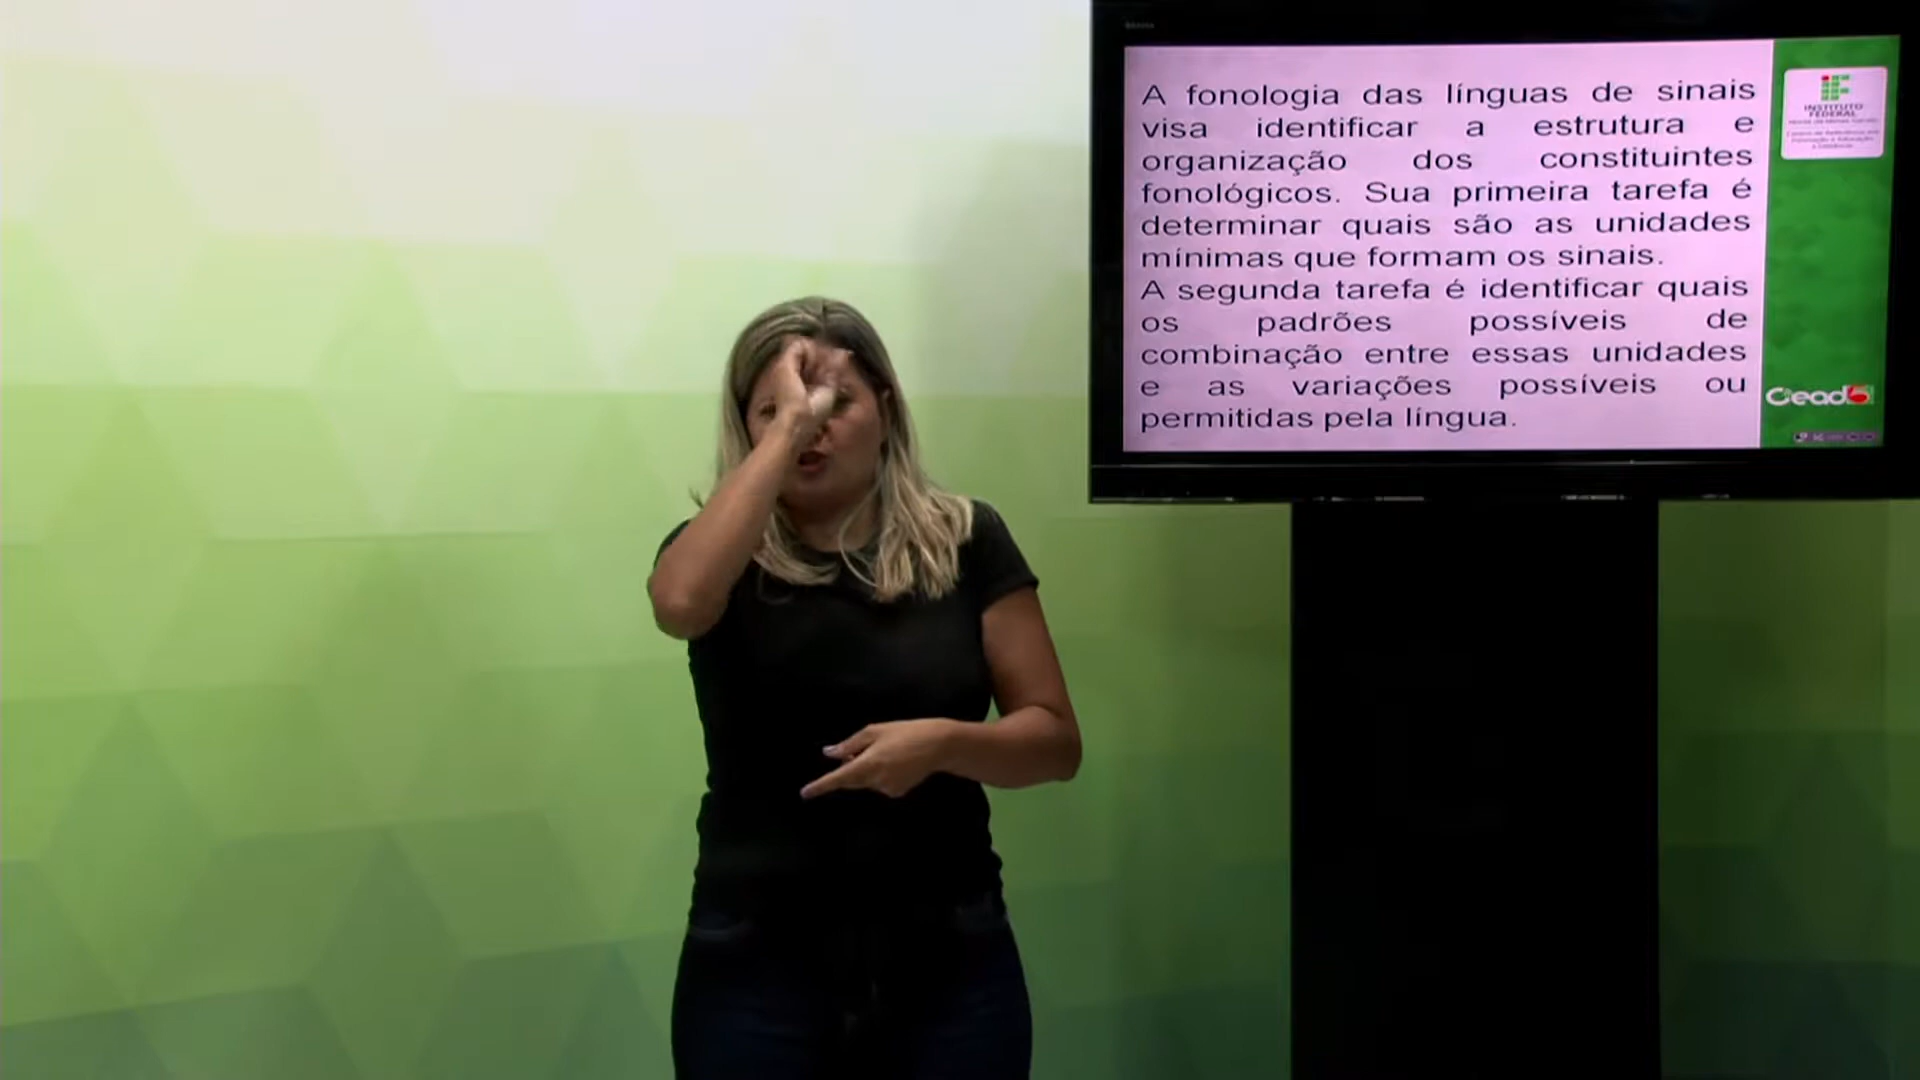 A fonologia das línguas de sinais
visa identificar a estrutura e
organização dos constituintes
fonológicos. Sua primeira tarefa é
determinar quais são as unidades
mínimas que formam os sinais.
A segunda tarefa é identificar quais
os padrões possíveis de
combinação entre essas unidades
e as variações possíveis ou
permitidas pela língua.
INSTITUTO
FEDERAL
Cead